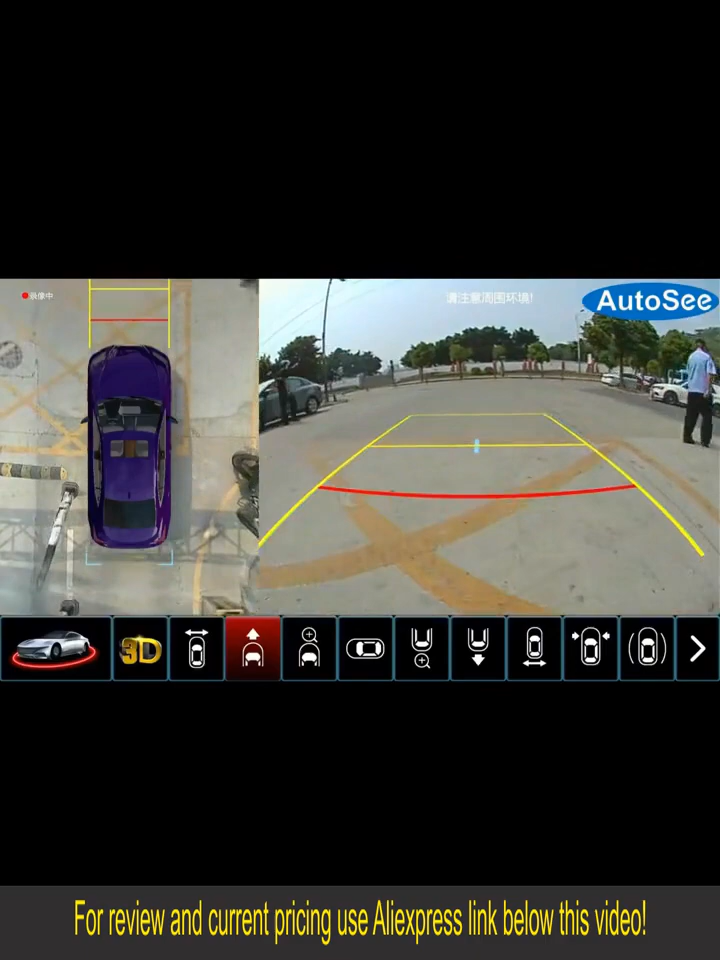 录像中
请注意周围环境!
AutoSee
3D
For review and current pricing use Aliexpress link below this video!